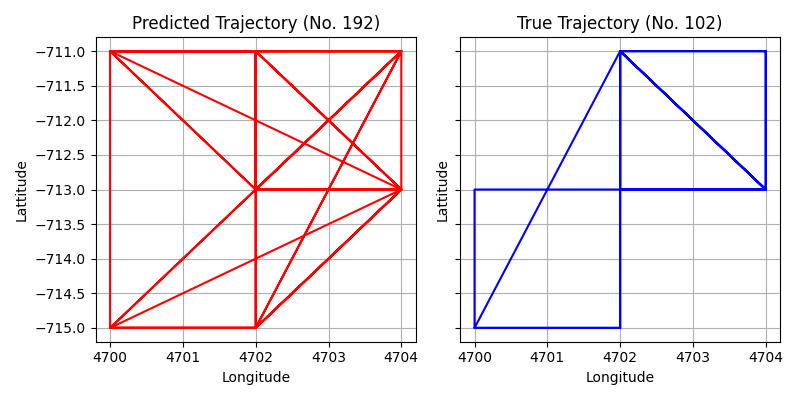 Predicted Trajectory (No. 192)
True Trajectory (No. 102)
−711.0
−711.5
−712.0
−712.5
−713.0
−713.5
−714.0
−714.5
−715.0
Lattitude
Lattitude
4700 4701 4702 4703 4704
4700 4701 4702 4703 4704
Longitude
Longitude